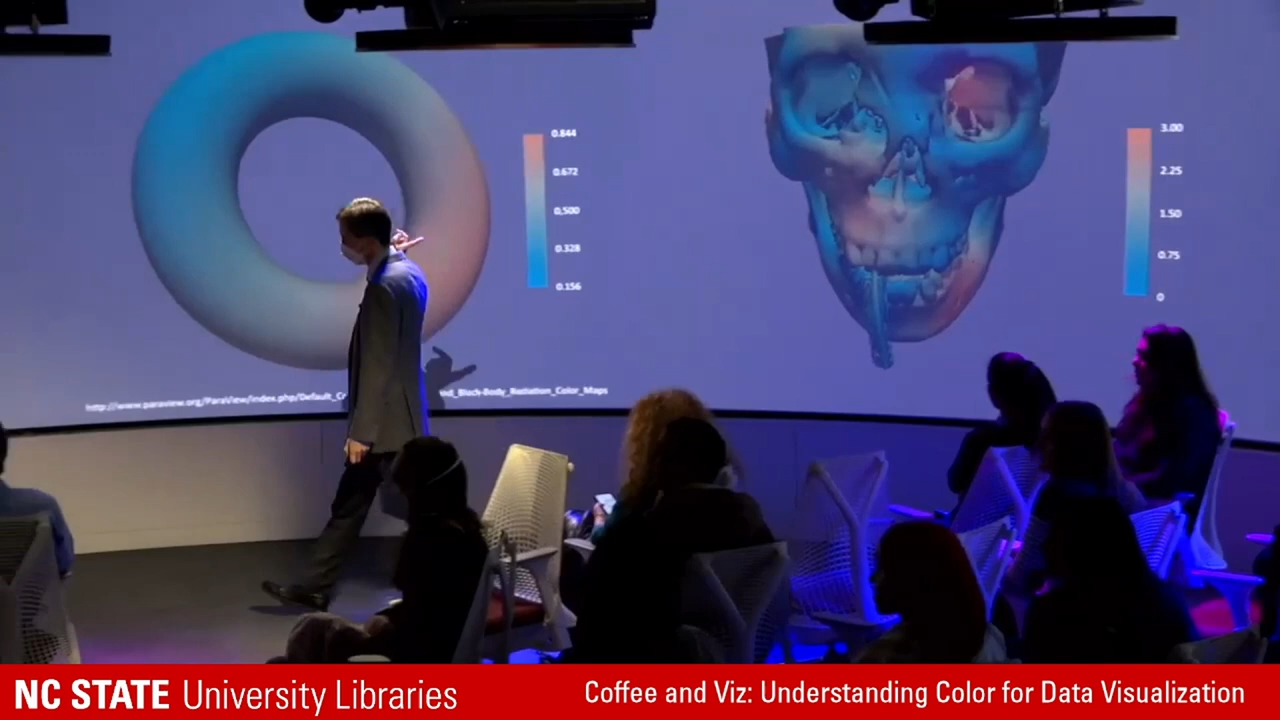 0.844
0.672
0.500
0.328
0.156
3.00
2.25
1.50
0.75
0
http://www.paraview.org/ParaView/index.php/Default_
Body_Radiation_Color_Maps
NC STATE University Libraries
Coffee and Viz: Understanding Color for Data Visualization